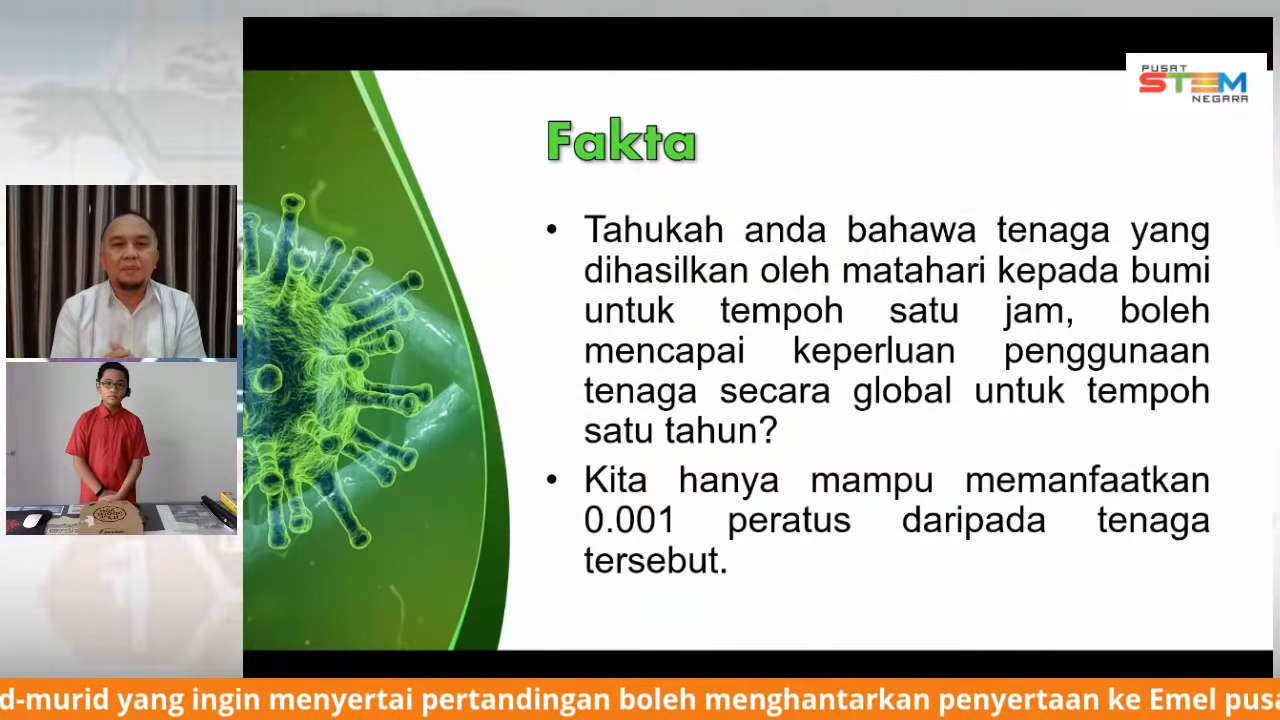 PUSAT
STEM
NEGARA
Fakta
• Tahukah anda bahawa tenaga yang
dihasilkan oleh matahari kepada bumi
untuk tempoh satu jam, boleh
mencapai keperluan penggunaan
tenaga secara global untuk tempoh
satu tahun?
• Kita hanya mampu memanfaatkan
0.001 peratus daripada tenaga
tersebut.
d-murid yang ingin menyertai pertandingan boleh menghantarkan penyertaan ke Emel pusa